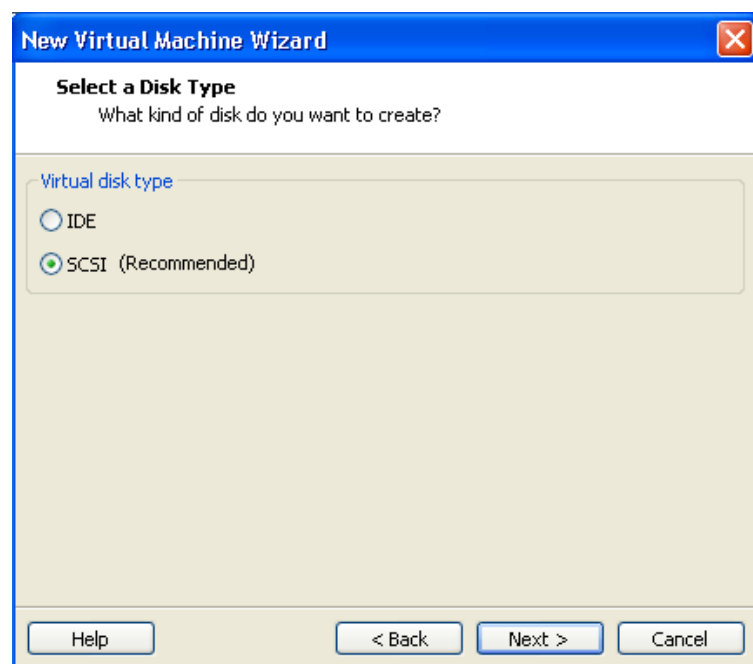 New Virtual Machine Wizard
Select a Disk Type
What kind of disk do you want to create?
Virtual disk type
IDE
SCSI (Recommended)
Help < Back Next > Cancel